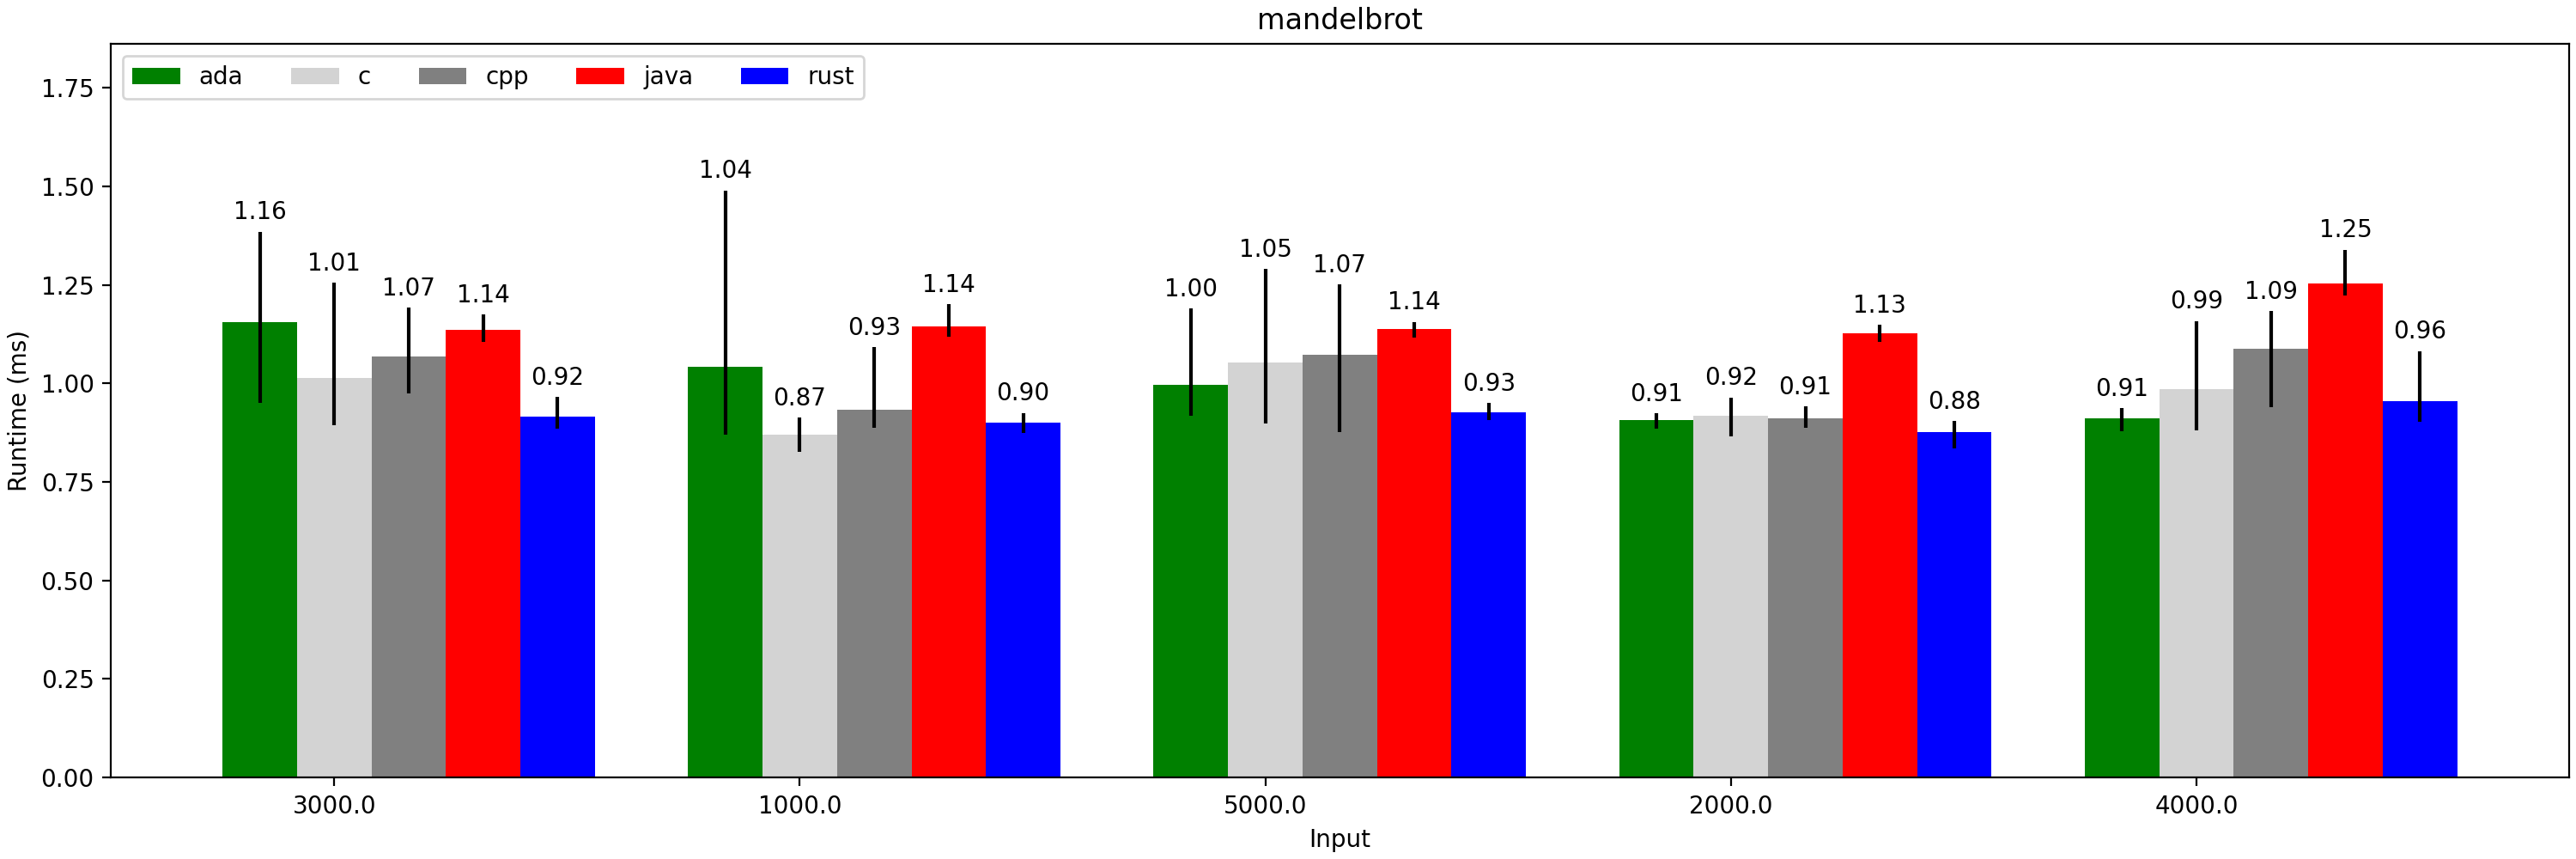 mandelbrot
ada c cpp java rust
1.75
1.50
1.25
1.00
0.75
0.50
0.25
0.00
Runtime (ms)
1.16 1.01 1.07 1.14 0.92
1.04 0.87 0.93 1.14 0.90
1.00 1.05 1.07 1.14 0.93
0.91 0.92 0.91 1.13 0.88
0.91 0.99 1.09 1.25 0.96
3000.0 1000.0 5000.0 2000.0 4000.0
Input